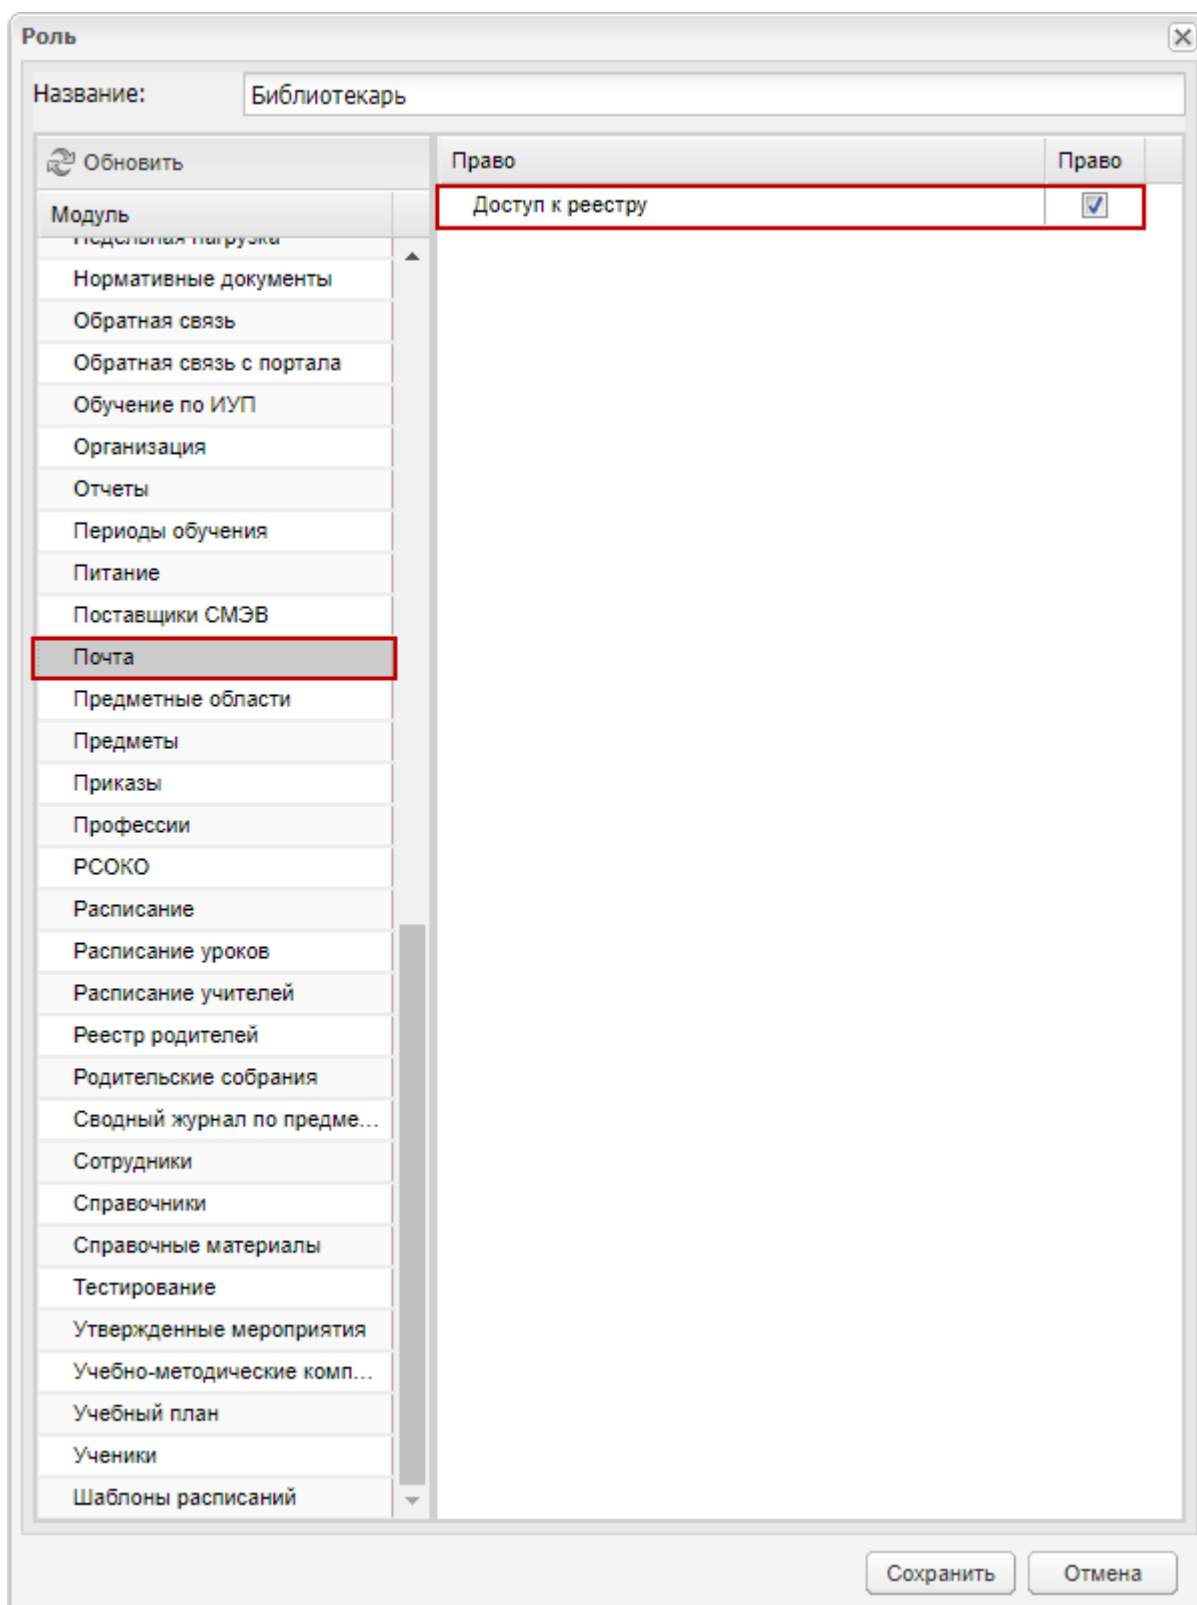 Роль
Название: Библиотекарь
Обновить
Право Право
Модуль
Доступ к реестру
Недельная нагрузка
Нормативные документы
Обратная связь
Обратная связь с портала
Обучение по ИУП
Организация
Отчеты
Периоды обучения
Питание
Поставщики СМЭВ
Почта
Предметные области
Предметы
Приказы
Профессии
РСОКО
Расписание
Расписание уроков
Расписание учителей
Реестр родителей
Родительские собрания
Сводный журнал по предме...
Сотрудники
Справочники
Справочные материалы
Тестирование
Утвержденные мероприятия
Учебно-методические комп...
Учебный план
Ученики
Шаблоны расписаний
Сохранить Отмена